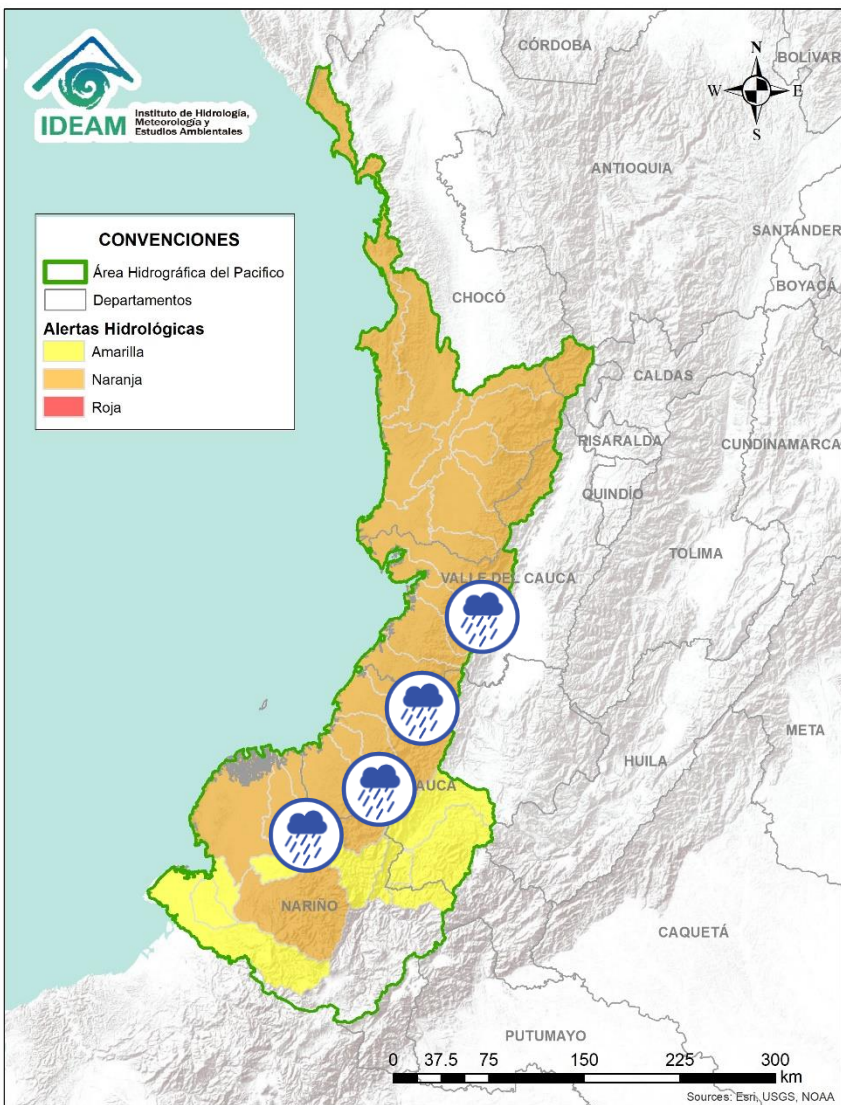 IDEAM
Instituto de Hidrología,
Meteorología y
Estudios Ambientales
CÓRDOBA
BOLÍVAR
N
W
E
S
ANTIOQUIA
SANTANDER
BOYACÁ
CONVENCIONES
Área Hidrográfica del Pacifico
Departamentos
Alertas Hidrológicas
Amarilla
Naranja
Roja
CHOCÓ
CALDAS
RISARALDA
CUNDINAMARCA
QUINDÍO
TOLIMA
VALLE DEL CAUCA
META
HUILA
AUCA
NARIÑO
CAQUETÁ
PUTUMAYO
0 37.5 75 150 225 300
km
Sources: Esri, USGS, NOAA